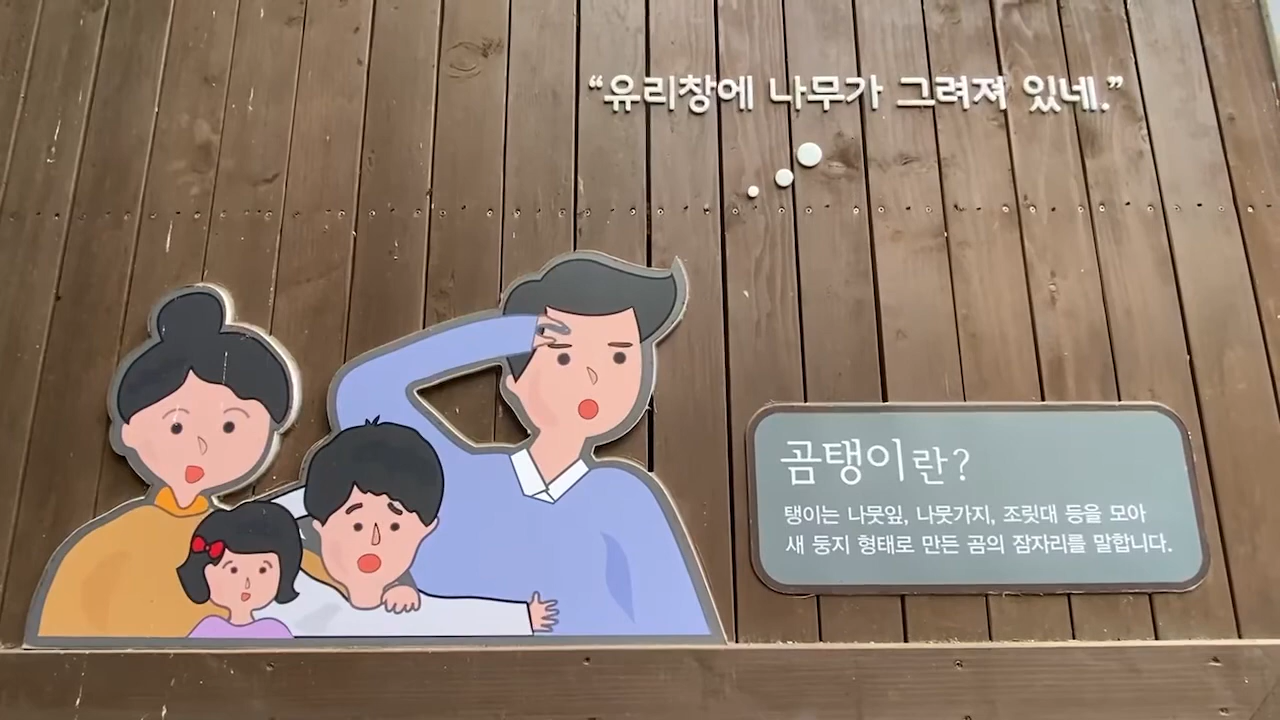 “유리창에 나무가 그려져 있네.”
곰탱이란?
탱이는 나뭇잎, 나뭇가지, 조릿대 등을 모아
새 둥지 형태로 만든 곰의 잠자리를 말합니다.